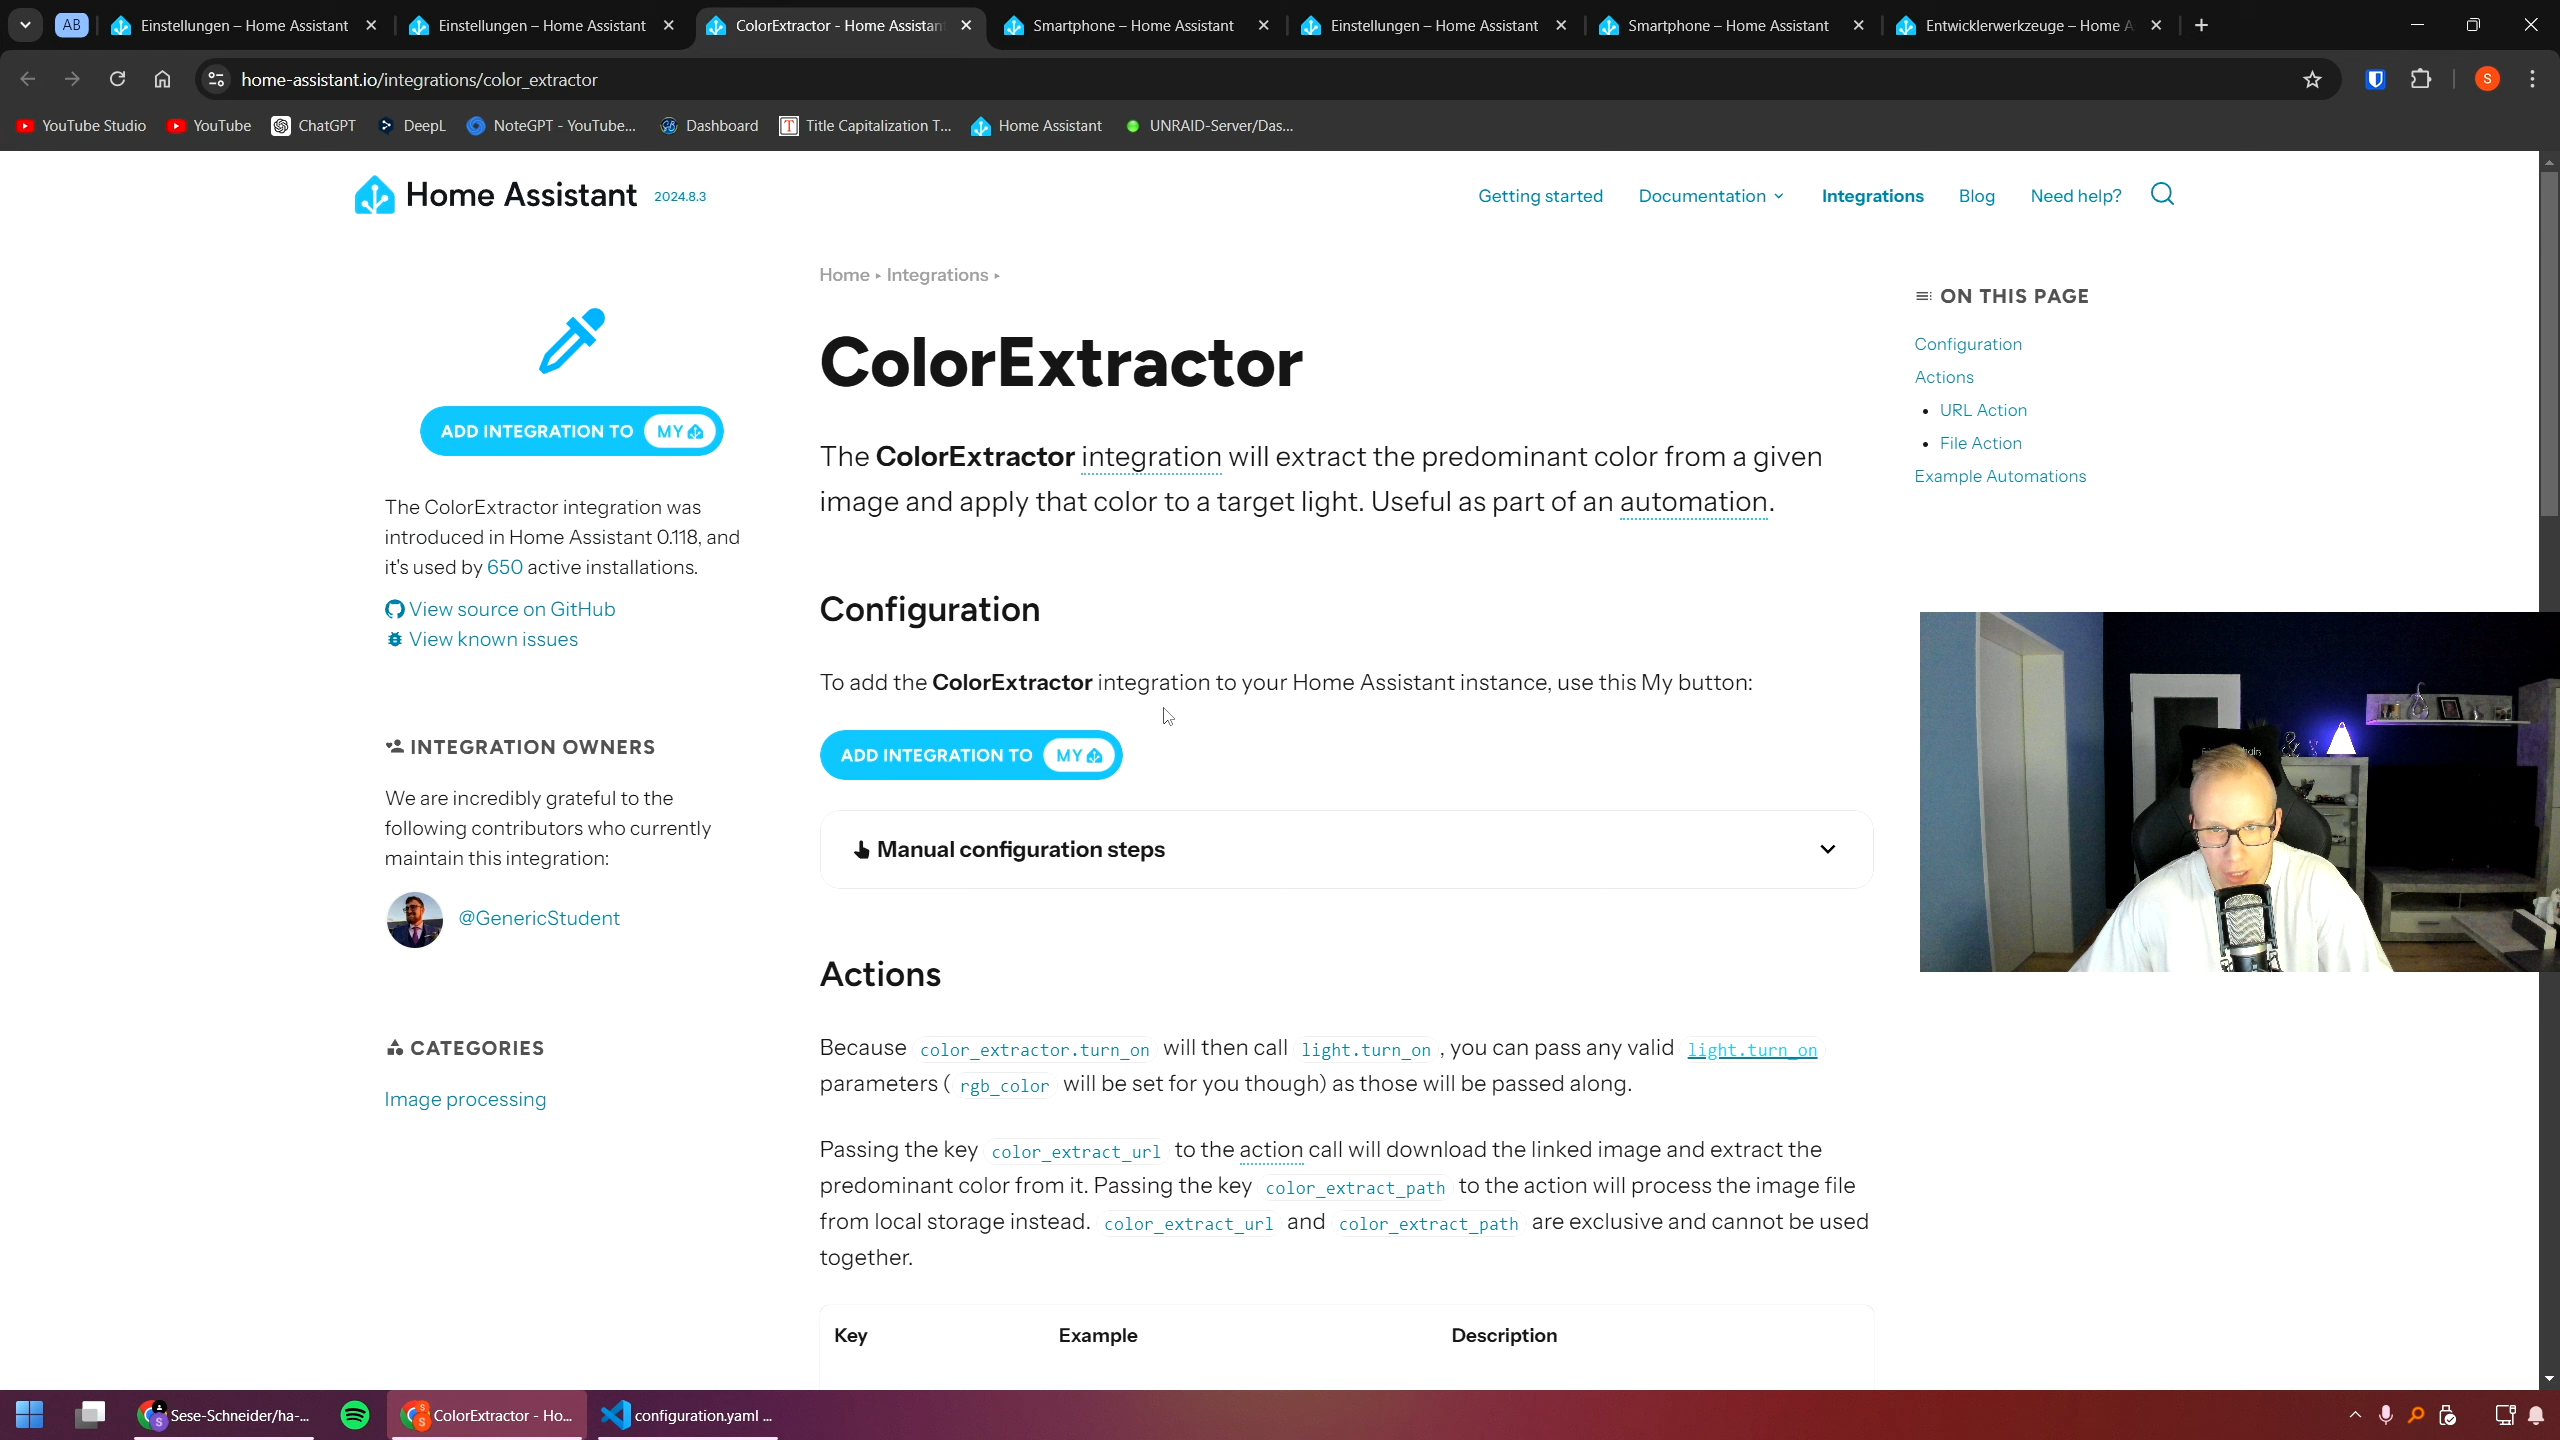 AB
Einstellungen – Home Assistant
Einstellungen – Home Assistant
ColorExtractor - Home Assistan
Smartphone – Home Assistant
Einstellungen – Home Assistant
Smartphone – Home Assistant
Entwicklerwerkzeuge – Home A
home-assistant.io/integrations/color_extractor
S
YouTube Studio
YouTube
ChatGPT
DeepL
NoteGPT - YouTube...
Dashboard
Title Capitalization T...
Home Assistant
UNRAID-Server/Das...
Home Assistant 2024.8.3
Getting started
Documentation
Integrations
Blog
Need help?
ADD INTEGRATION TO MY
The ColorExtractor integration was
introduced in Home Assistant 0.118, and
it's used by 650 active installations.
View source on GitHub
View known issues
INTEGRATION OWNERS
We are incredibly grateful to the
following contributors who currently
maintain this integration:
@GenericStudent
CATEGORIES
Image processing
Home ▸ Integrations ▸
ColorExtractor
The ColorExtractor integration will extract the predominant color from a given
image and apply that color to a target light. Useful as part of an automation.
Configuration
To add the ColorExtractor integration to your Home Assistant instance, use this My button:
ADD INTEGRATION TO MY
Manual configuration steps
Actions
Because color_extractor.turn_on will then call light.turn_on , you can pass any valid light.turn_on
parameters ( rgb_color will be set for you though) as those will be passed along.
Passing the key color_extract_url to the action call will download the linked image and extract the
predominant color from it. Passing the key color_extract_path to the action will process the image file
from local storage instead. color_extract_url and color_extract_path are exclusive and cannot be used
together.
Key
Example
Description
ON THIS PAGE
Configuration
Actions
• URL Action
• File Action
Example Automations
Sese-Schneider/ha-...
ColorExtractor - Ho...
configuration.yaml ...